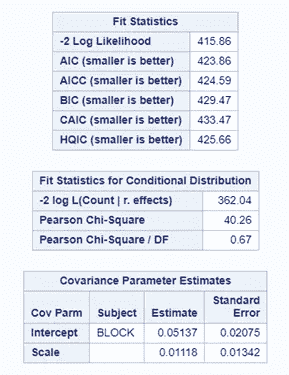 Fit Statistics
-2 Log Likelihood 415.86
AIC (smaller is better) 423.86
AICC (smaller is better) 424.59
BIC (smaller is better) 429.47
CAIC (smaller is better) 433.47
HQIC (smaller is better) 425.66
Fit Statistics for Conditional Distribution
-2 log L(Count | r. effects) 362.04
Pearson Chi-Square 40.26
Pearson Chi-Square / DF 0.67
Covariance Parameter Estimates
Cov Parm Subject Estimate Standard Error
Intercept BLOCK 0.05137 0.02075
Scale 0.01118 0.01342